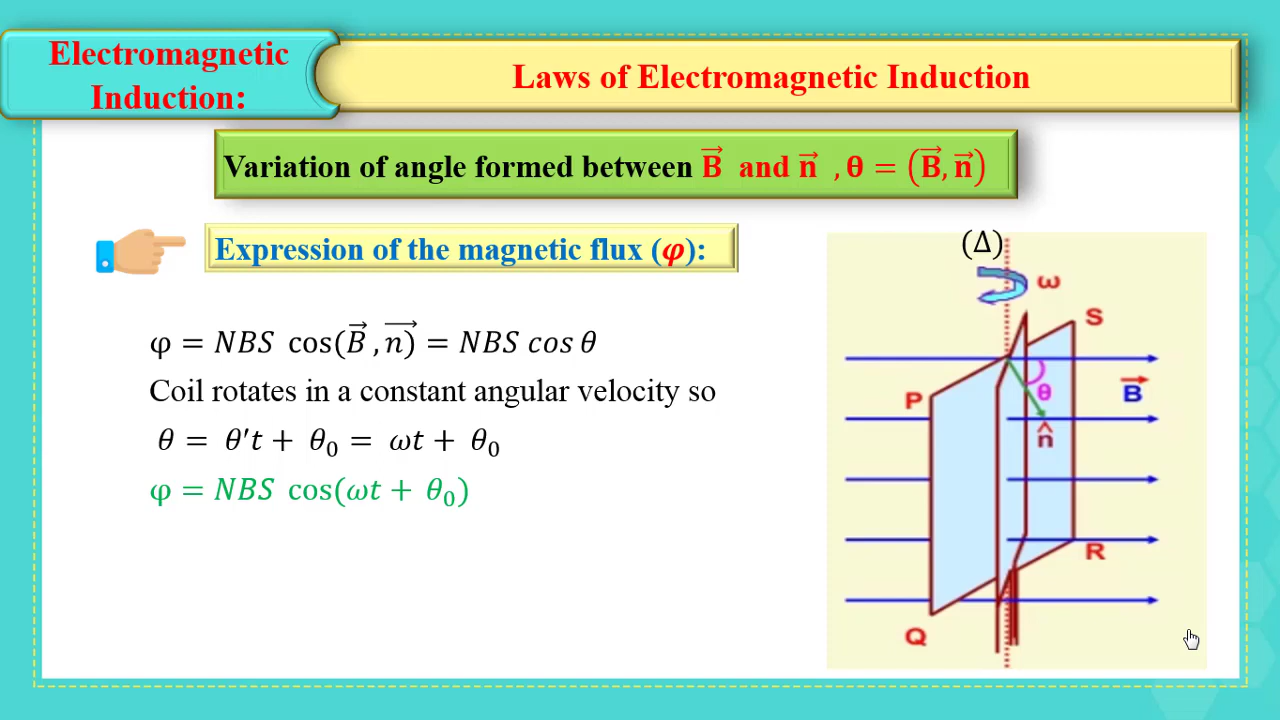 Electromagnetic
Induction:
Laws of Electromagnetic Induction
Variation of angle formed between B⃗ and n⃗ , θ = (B⃗, n⃗)
Expression of the magnetic flux (φ):
φ = NBS cos(B⃗ , n⃗) = NBS cos θ
Coil rotates in a constant angular velocity so
θ = θ′t + θ₀ = ωt + θ₀
φ = NBS cos(ωt + θ₀)
(Δ)
ω
S
P
θ
B⃗
n̂
R
Q